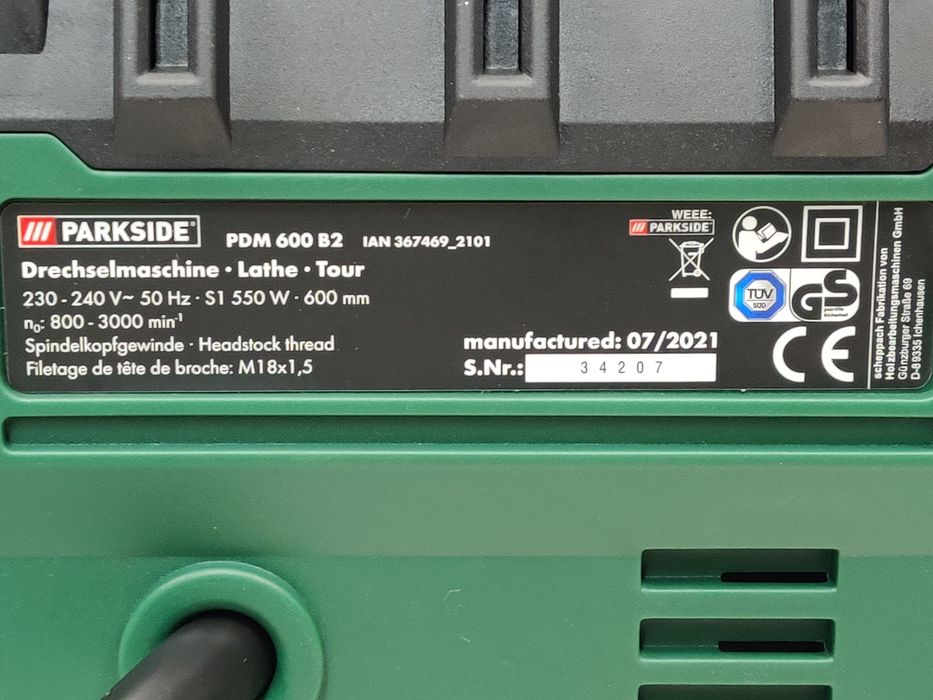 PARKSIDE®
PDM 600 B2 IAN 367469_2101
Drechselmaschine · Lathe · Tour
230 - 240 V~ 50 Hz · S1 550 W · 600 mm
n₀: 800 - 3000 min⁻¹
Spindelkopfgewinde · Headstock thread
Filetage de tête de broche: M18x1,5
WEEE:
PARKSIDE
manufactured: 07/2021
S.Nr.: 34207
TÜV
SÜD
GS
geprüfte
Sicherheit
CE
scheppach Fabrikation von
Holzbearbeitungsmaschinen GmbH
Günzburger Straße 69
D-89335 Ichenhausen